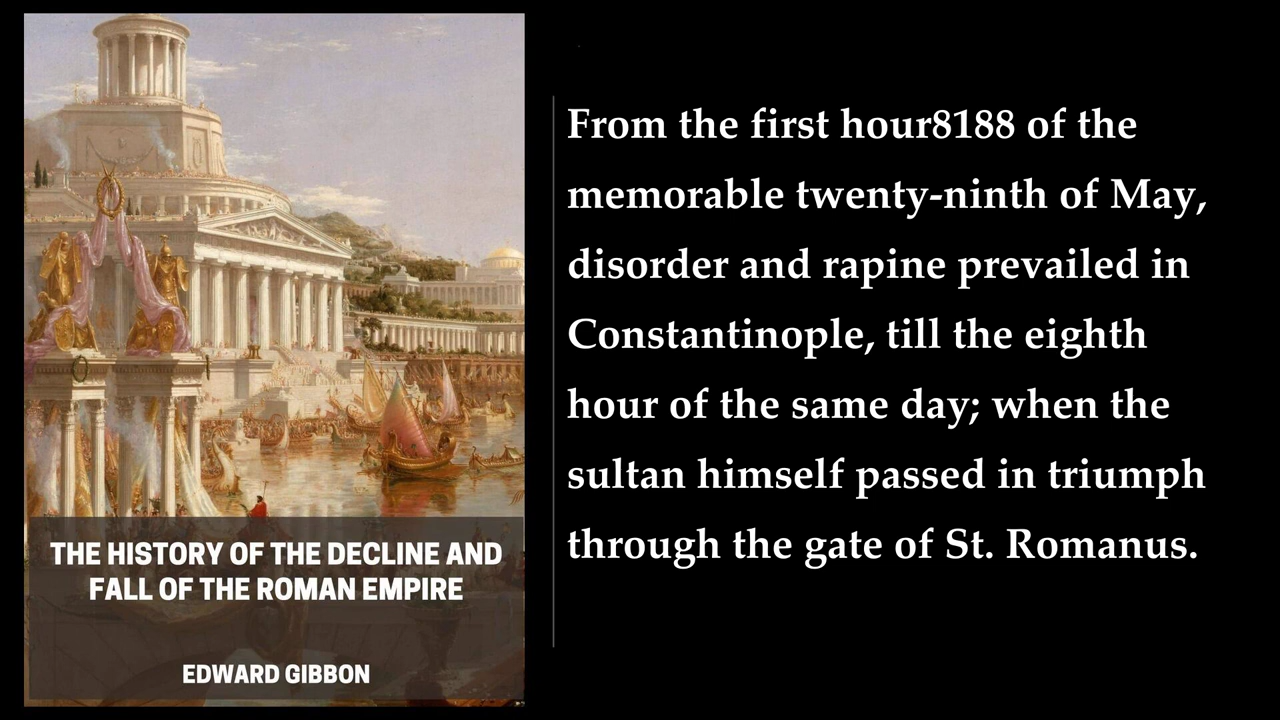 THE HISTORY OF THE DECLINE AND
FALL OF THE ROMAN EMPIRE
EDWARD GIBBON
From the first hour8188 of the
memorable twenty-ninth of May,
disorder and rapine prevailed in
Constantinople, till the eighth
hour of the same day; when the
sultan himself passed in triumph
through the gate of St. Romanus.